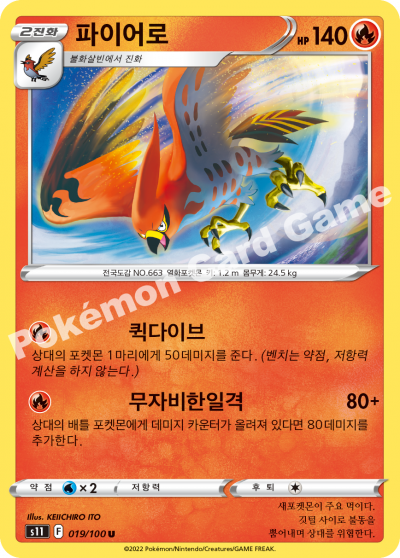 2진화
파이어로
HP 140
불화살빈에서 진화
전국도감 NO.663 열화포켓몬 키: 1.2 m 몸무게: 24.5 kg
Pokémon Card Game
퀵다이브
상대의 포켓몬 1마리에게 50데미지를 준다. (벤치는 약점, 저항력
계산을 하지 않는다.)
무자비한일격 80+
상대의 배틀 포켓몬에게 데미지 카운터가 올려져 있다면 80데미지를
추가한다.
약점 ×2 저항력 후퇴
Illus. KEIICHIRO ITO
s11 F 019/100 U
새포켓몬이 주요 먹이다.
깃털 사이로 불똥을
뿜어내며 상대를 위협한다.
©2022 Pokémon/Nintendo/Creatures/GAME FREAK.